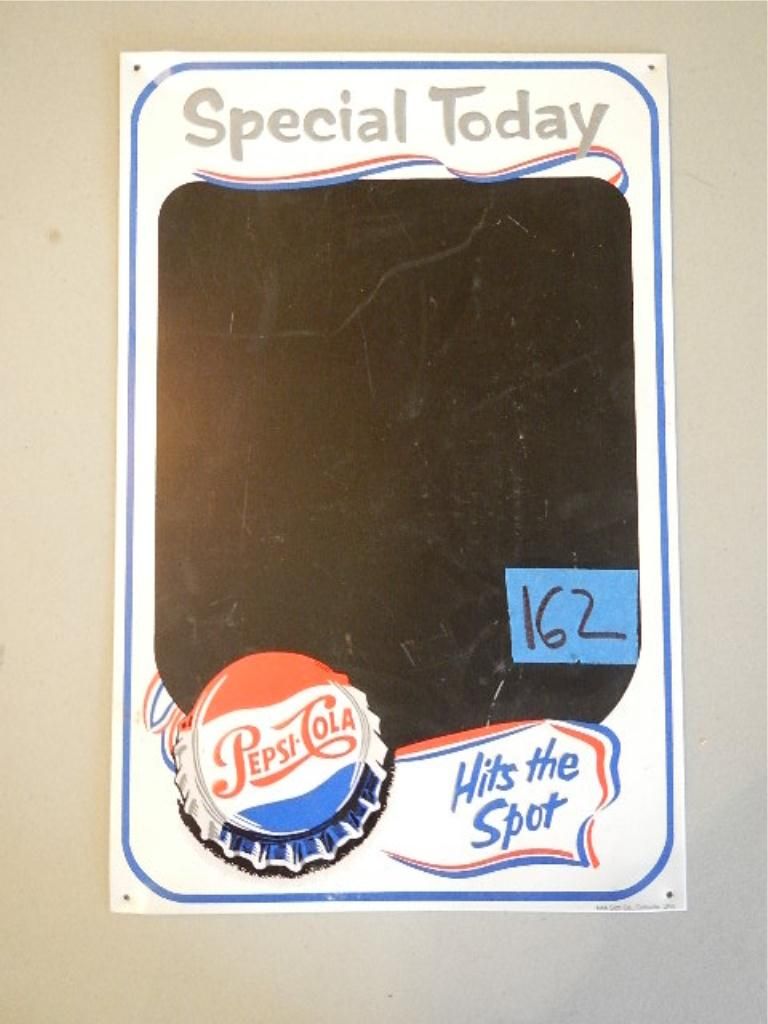 Special Today
162
PEPSI-COLA
Hits the
Spot